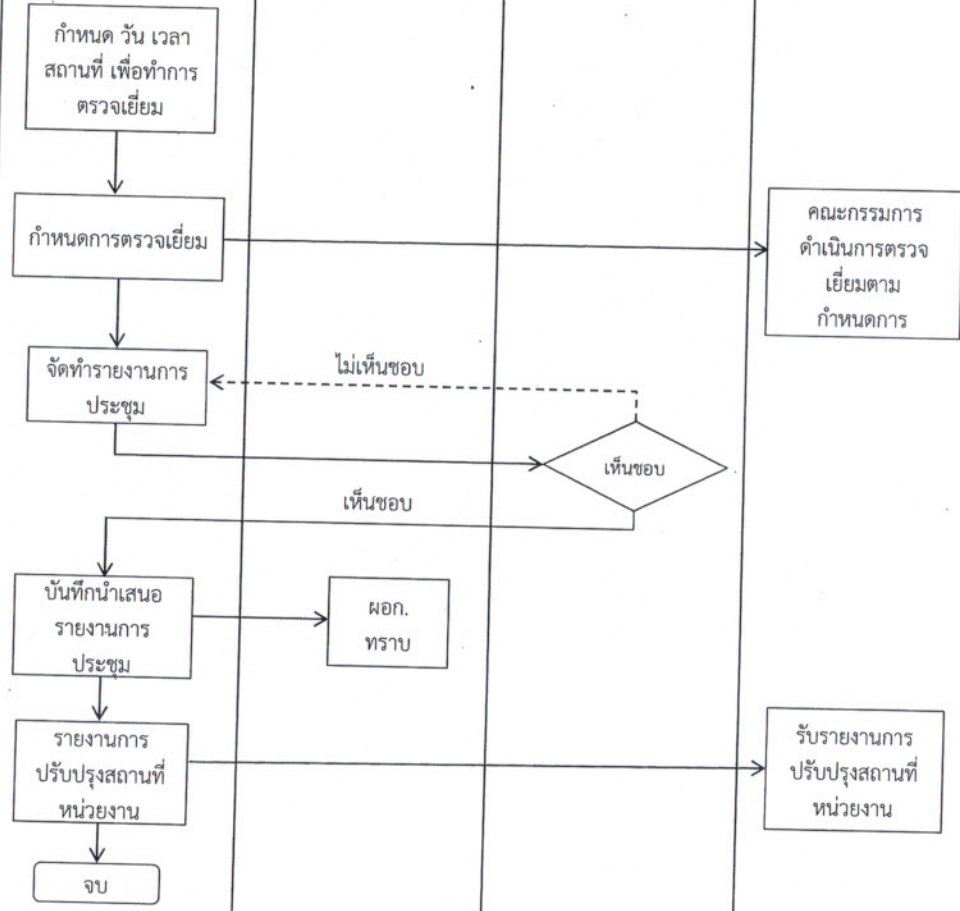 กำหนด วัน เวลา
สถานที่ เพื่อทำการ
ตรวจเยี่ยม
กำหนดการตรวจเยี่ยม
คณะกรรมการ
ดำเนินการตรวจ
เยี่ยมตาม
กำหนดการ
จัดทำรายงานการ
ประชุม
ไม่เห็นชอบ
เห็นชอบ
เห็นชอบ
บันทึกนำเสนอ
รายงานการ
ประชุม
ผอก.
ทราบ
รายงานการ
ปรับปรุงสถานที่
หน่วยงาน
รับรายงานการ
ปรับปรุงสถานที่
หน่วยงาน
จบ